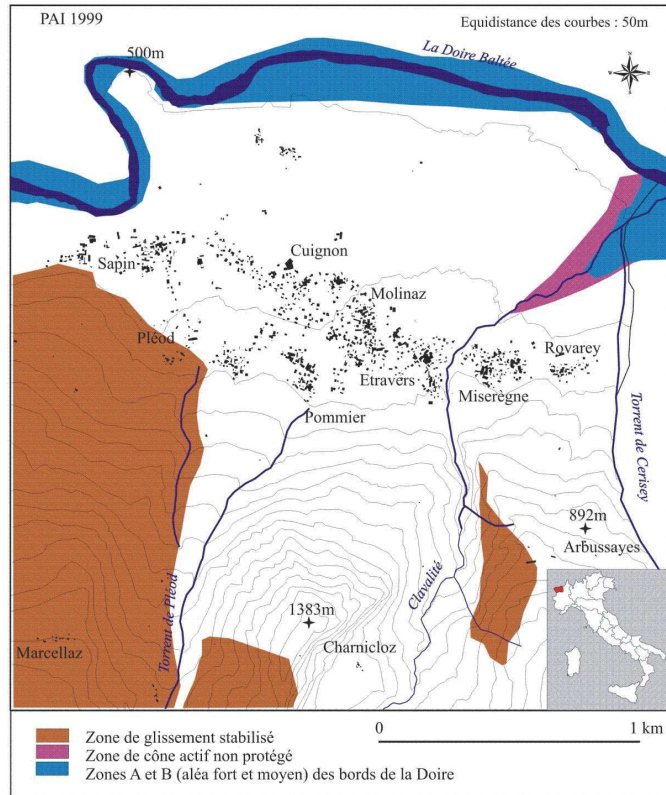 PAI 1999
Equidistance des courbes : 50m
La Doire Baltée
500m
Cuignon
Sapin
Molinaz
Pléod
Rovarey
Etravers
Miseregne
Pommier
Torrent de Cerisey
892m
Arbussayes
Clavalité
1383m
Torrent de Pléod
Marcellaz
Charnicloz
Zone de glissement stabilisé
Zone de cône actif non protégé
Zones A et B (aléa fort et moyen) des bords de la Doire
0 1 km